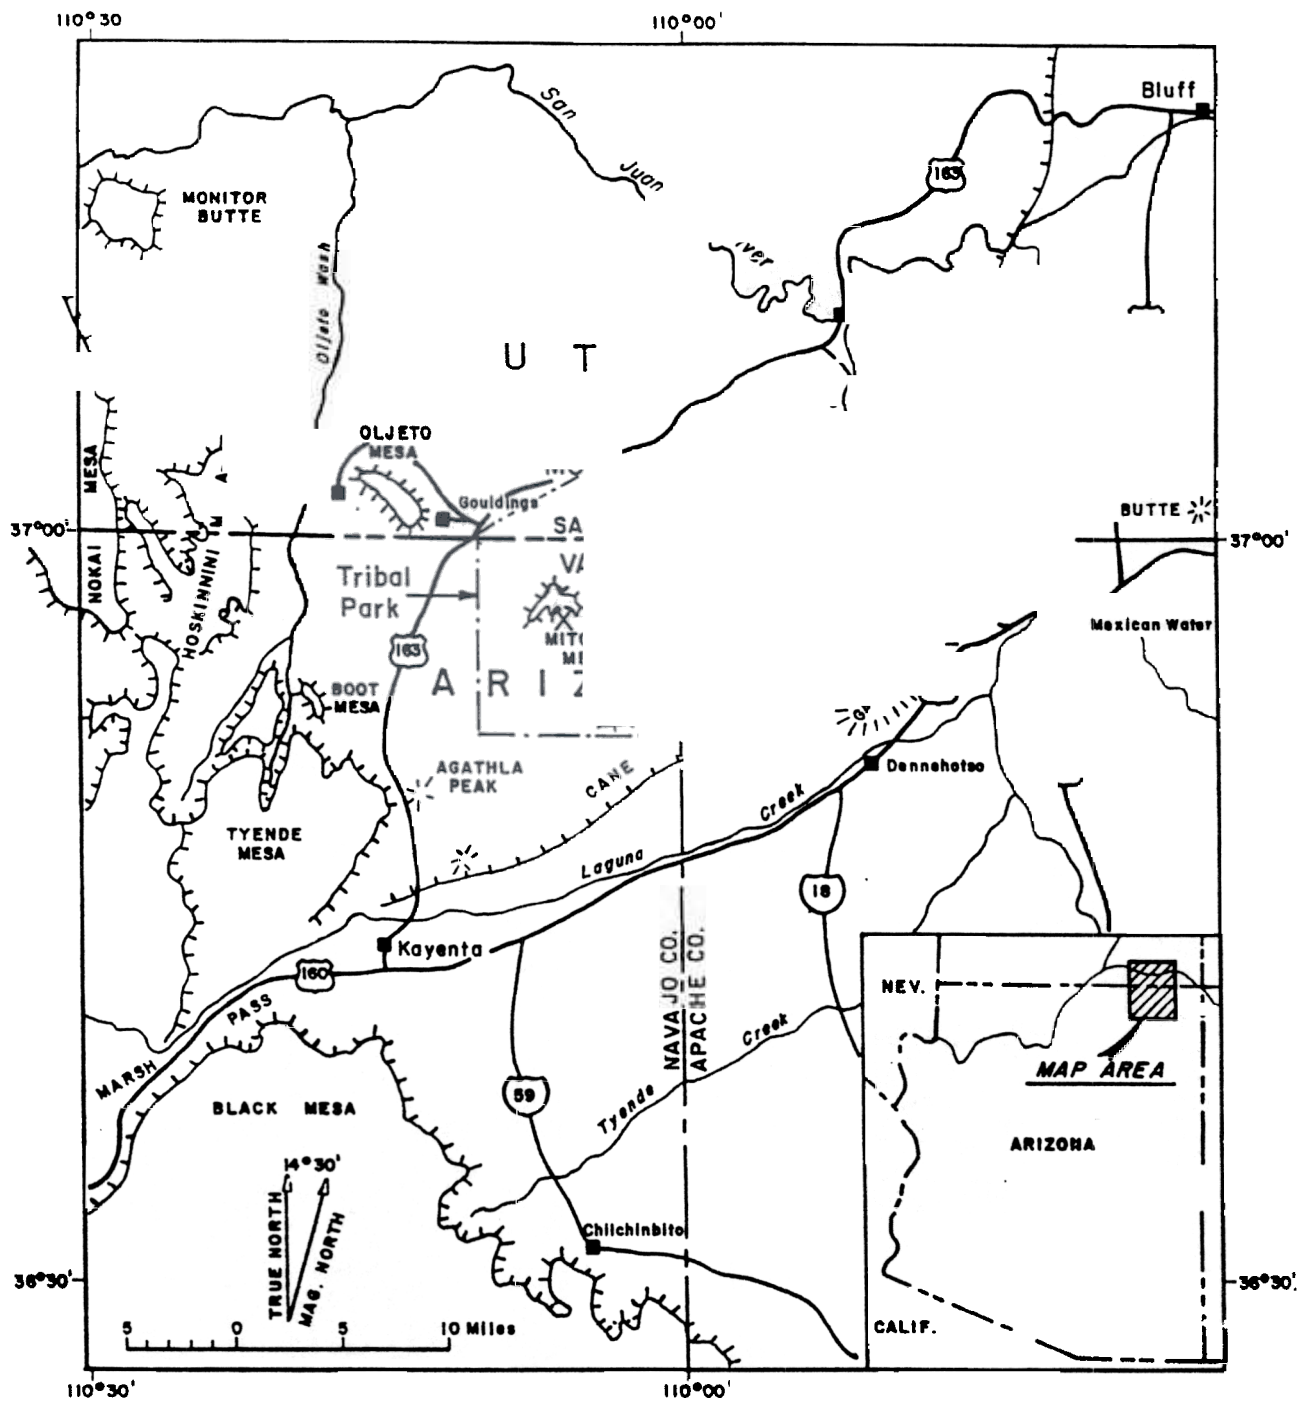 110°30
110°00'
Bluff
San
163
Juan
MONITOR
BUTTE
Oljeto Wash
U T
OLJETO
MESA
NOKAI MESA
Gouldings
BUTTE
37°00'
SA
37°00'
VA
Tribal
Park
HOSKINNINI
Mexican Water
163
BOOT
MESA
A R I
AGATHLA
PEAK
CANE
Dennehotso
Creek
TYENDE
MESA
Laguna
18
Kayenta
NAVAJO CO.
APACHE CO.
160
NEV.
PASS
Creek
MARSH
MAP AREA
59
Tyende
BLACK MESA
ARIZONA
14°30'
TRUE NORTH
MAG. NORTH
Chilchinbito
36°30'
36°30'
CALIF.
5 0 5 10 Miles
110°30'
110°00'